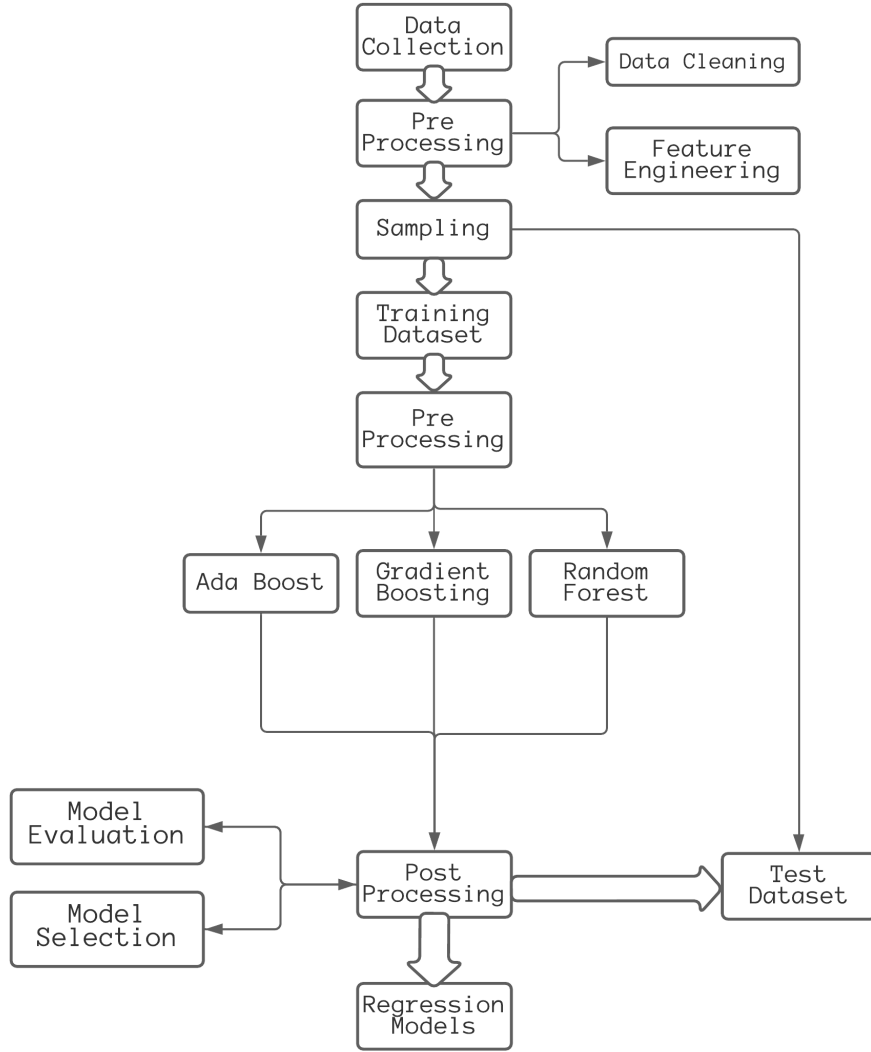 Data
Collection
Data Cleaning
Pre
Processing
Feature
Engineering
Sampling
Training
Dataset
Pre
Processing
Ada Boost
Gradient
Boosting
Random
Forest
Model
Evaluation
Model
Selection
Post
Processing
Test
Dataset
Regression
Models